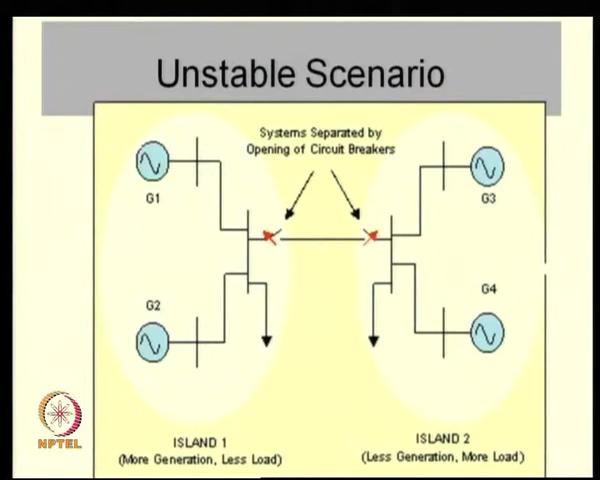 Unstable Scenario
Systems Separated by
Opening of Circuit Breakers
G1
G3
G2
G4
ISLAND 1
(More Generation, Less Load)
ISLAND 2
(Less Generation, More Load)
NPTEL